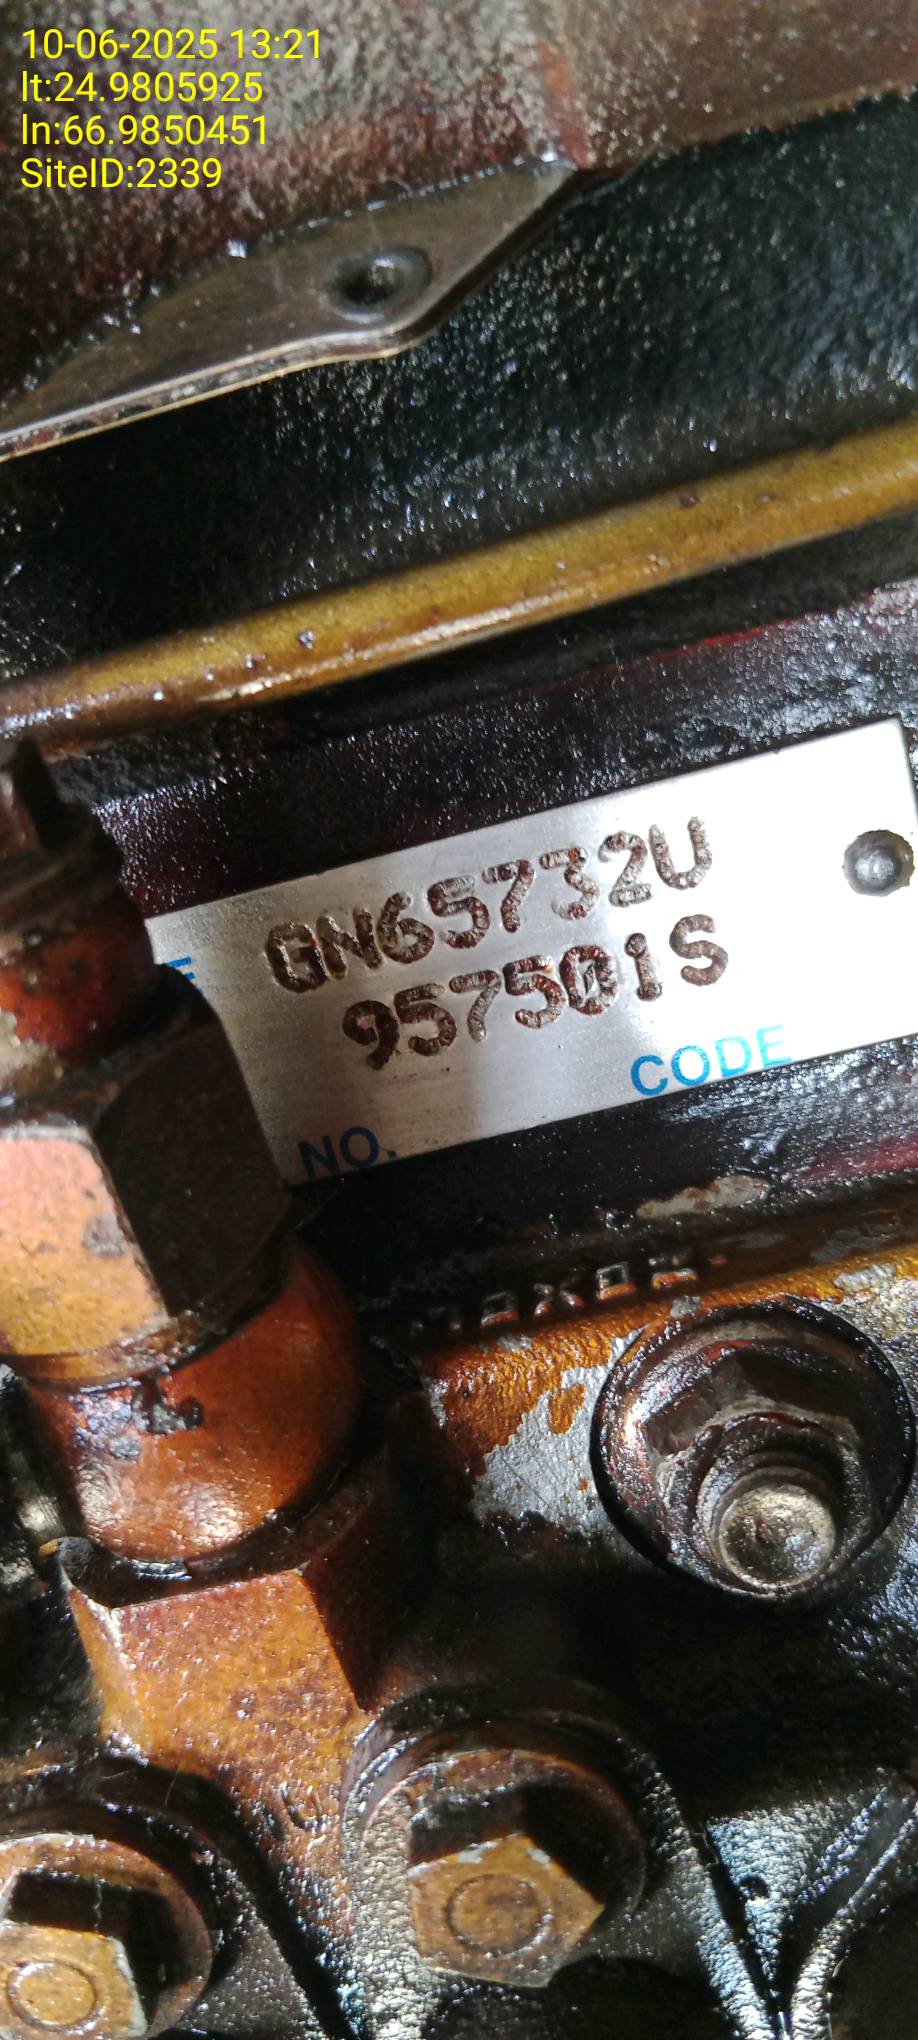 10-06-2025 13:21
lt:24.9805925
ln:66.9850451
SiteID:2339
GN65732U
957501S
CODE
NO.